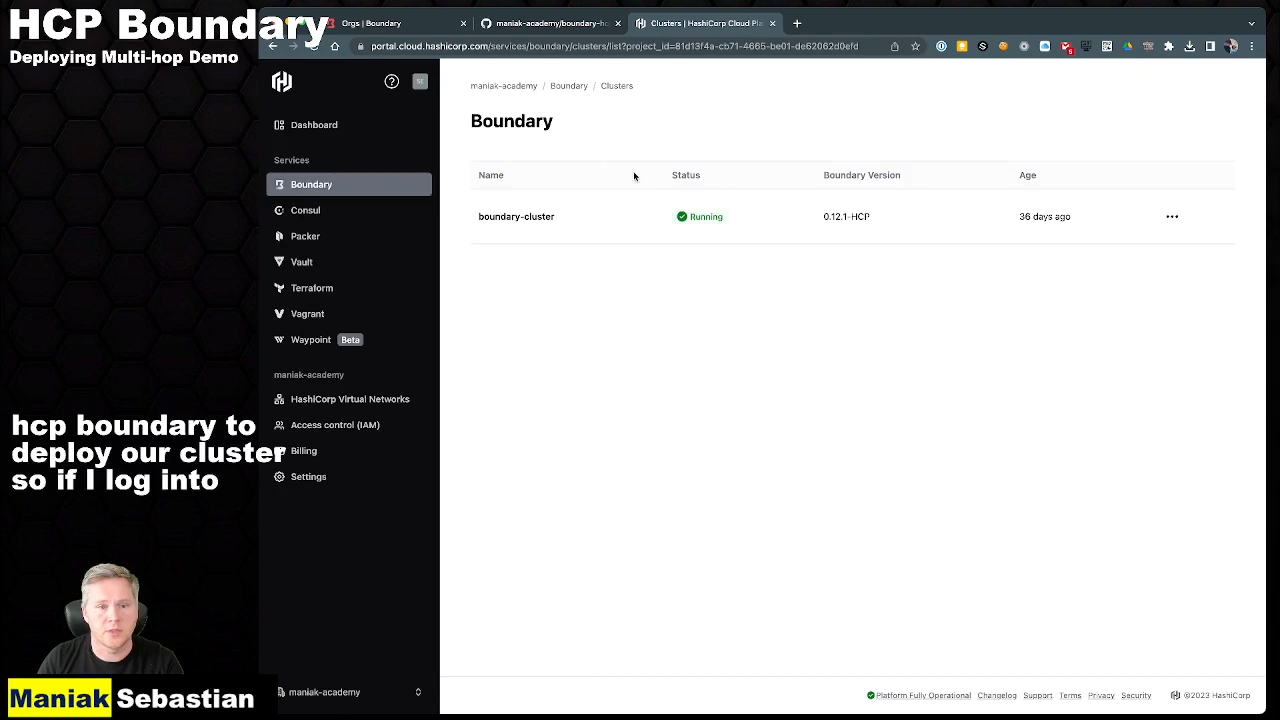 HCP Boundary
Deploying Multi-hop Demo
Orgs | Boundary
maniak-academy/boundary-hc
Clusters | HashiCorp Cloud Pla
portal.cloud.hashicorp.com/services/boundary/clusters/list?project_id=81d13f4a-cb71-4665-be01-de62062d0efd
Dashboard
Services
Boundary
Consul
Packer
Vault
Terraform
Vagrant
Waypoint Beta
maniak-academy
HashiCorp Virtual Networks
Access control (IAM)
Billing
Settings
maniak-academy
maniak-academy / Boundary / Clusters
Boundary
Name Status Boundary Version Age
boundary-cluster Running 0.12.1-HCP 36 days ago
Platform Fully Operational Changelog Support Terms Privacy Security ©2023 HashiCorp
hcp boundary to
deploy our cluster
so if I log into
Maniak Sebastian